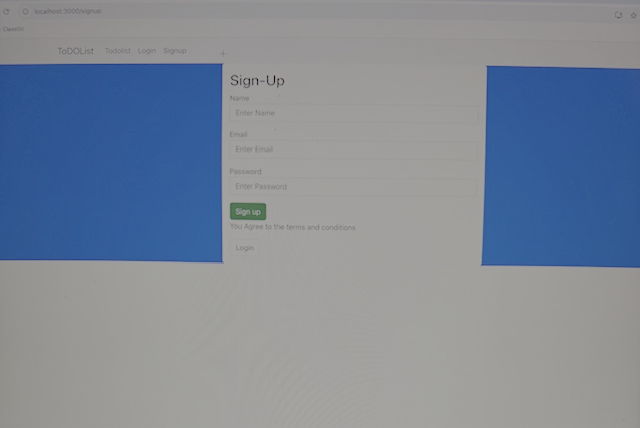 localhost:3000/signup
ToDOList Todolist Login Signup
Sign-Up
Name
Enter Name
Email
Enter Email
Password
Enter Password
Sign up
You Agree to the terms and conditions
Login